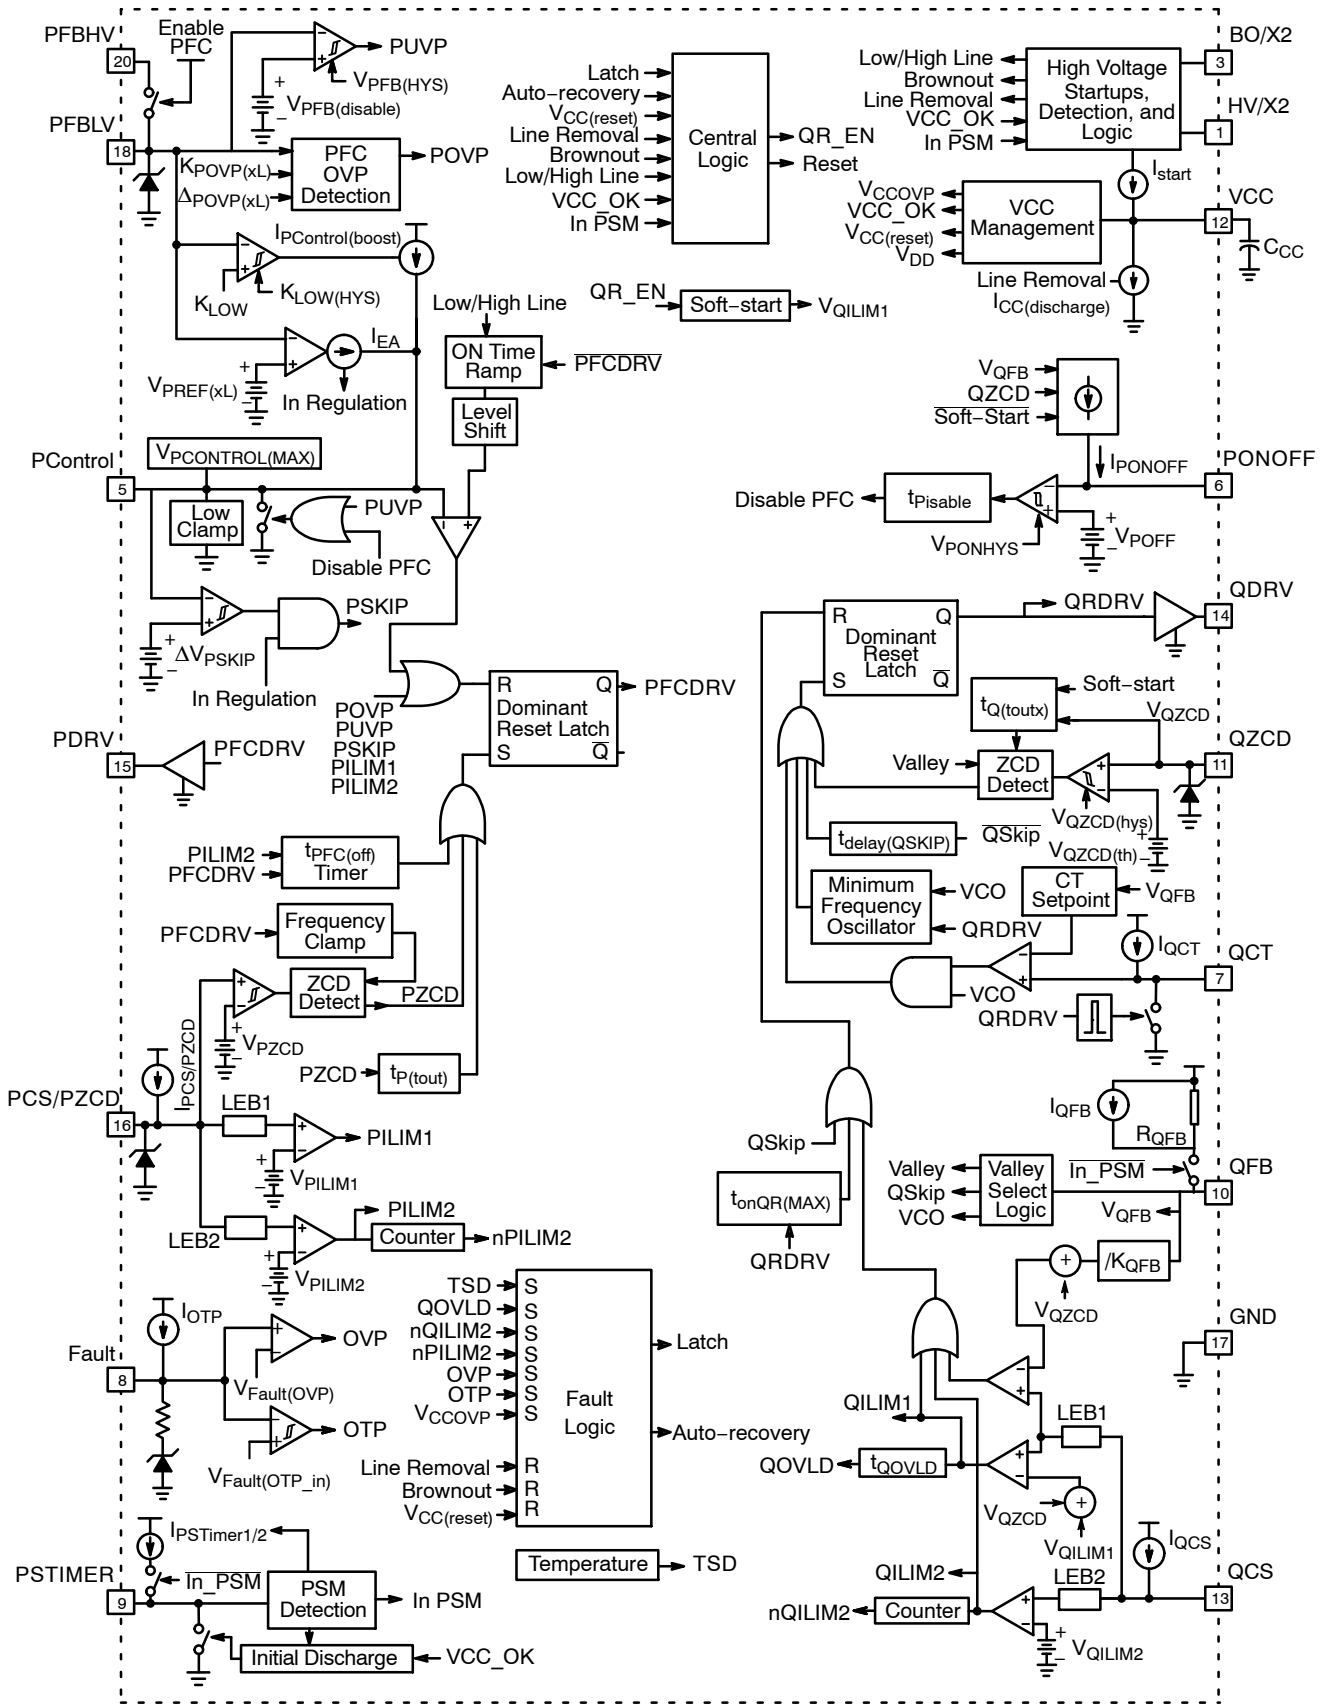 PFBHV
20
Enable
PFC
PUVP
VPFB(HYS)
VPFB(disable)
PFBLV
18
KPOVP(xL)
ΔPOVP(xL)
PFC
OVP
Detection
POVP
IPControl(boost)
KLOW
KLOW(HYS)
IEA
VPREF(xL)
In Regulation
Low/High Line
ON Time
Ramp
PFCDRV
Level
Shift
Latch
Auto−recovery
VCC(reset)
Line Removal
Brownout
Low/High Line
VCC_OK
In PSM
Central
Logic
QR_EN
Reset
QR_EN
Soft−start
VQILIM1
BO/X2
3
HV/X2
1
Low/High Line
Brownout
Line Removal
VCC_OK
In PSM
High Voltage
Startups,
Detection, and
Logic
Istart
VCC
12
CCC
VCCOVP
VCC_OK
VCC(reset)
VDD
VCC
Management
Line Removal
ICC(discharge)
VQFB
QZCD
Soft−Start
IPONOFF
PONOFF
6
Disable PFC
tPisable
VPONHYS
VPOFF
PControl
5
VPCONTROL(MAX)
Low
Clamp
PUVP
Disable PFC
PSKIP
ΔVPSKIP
In Regulation
POVP
PUVP
PSKIP
PILIM1
PILIM2
R
Q
Dominant
Reset Latch
S
Q
PFCDRV
PDRV
15
PFCDRV
PILIM2
PFCDRV
tPFC(off)
Timer
PFCDRV
Frequency
Clamp
ZCD
Detect
PZCD
VPZCD
PZCD
tP(tout)
IPCS/PZCD
PCS/PZCD
16
LEB1
PILIM1
VPILIM1
LEB2
PILIM2
Counter
nPILIM2
VPILIM2
R
Q
Dominant
Reset
Latch
S
Q
QRDRV
QDRV
14
Soft−start
tQ(toutx)
VQZCD
QZCD
11
Valley
ZCD
Detect
VQZCD(hys)
VQZCD(th)
tdelay(QSKIP)
QSkip
Minimum
Frequency
Oscillator
VCO
QRDRV
CT
Setpoint
VQFB
IQCT
QCT
7
VCO
QRDRV
QSkip
tonQR(MAX)
QRDRV
IQFB
RQFB
In_PSM
QFB
10
Valley
QSkip
VCO
Valley
Select
Logic
VQFB
/KQFB
VQZCD
GND
17
IOTP
Fault
8
OVP
VFault(OVP)
OTP
VFault(OTP_in)
TSD
QOVLD
nQILIM2
nPILIM2
OVP
OTP
VCCOVP
S
S
S
S
S
S
S
Fault
Logic
Latch
Auto−recovery
Line Removal
Brownout
VCC(reset)
R
R
R
Temperature
TSD
QILIM1
QOVLD
tQOVLD
LEB1
VQZCD
VQILIM1
QILIM2
nQILIM2
Counter
LEB2
IQCS
QCS
13
VQILIM2
PSTIMER
9
IPSTimer1/2
In_PSM
PSM
Detection
In PSM
Initial Discharge
VCC_OK